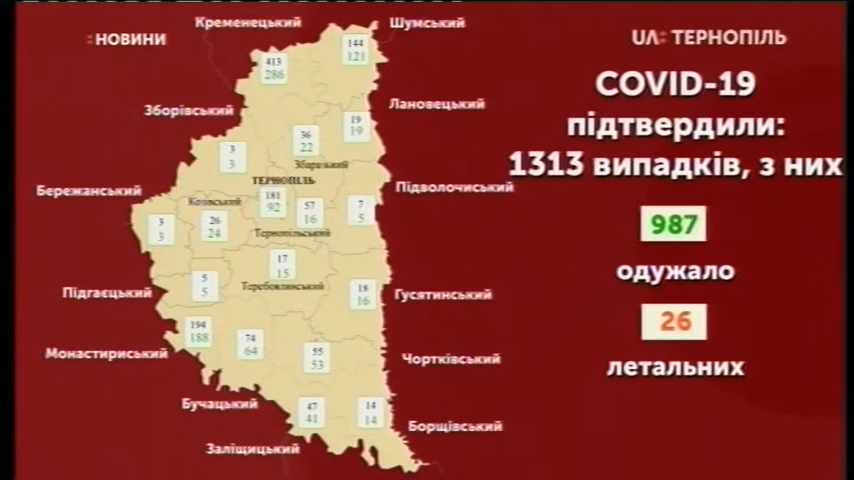 Кременецький
Шумський
:НОВИНИ
UA: ТЕРНОПІЛЬ
144
121
413
286
COVID-19
Зборівський
Лановецький
підтвердили:
19
19
36
22
3
3
Збаразький
1313 випадків, з них
ТЕРНОПІЛЬ
Бережанський
Підволочиський
181
92
57
16
7
5
Козівський
26
24
3
3
987
Тернопільський
17
15
одужало
5
5
Теребовлянський
18
16
Підгаєцький
Гусятинський
26
194
188
74
64
55
53
Монастириський
Чортківський
летальних
Бучацький
47
41
14
14
Борщівський
Заліщицький